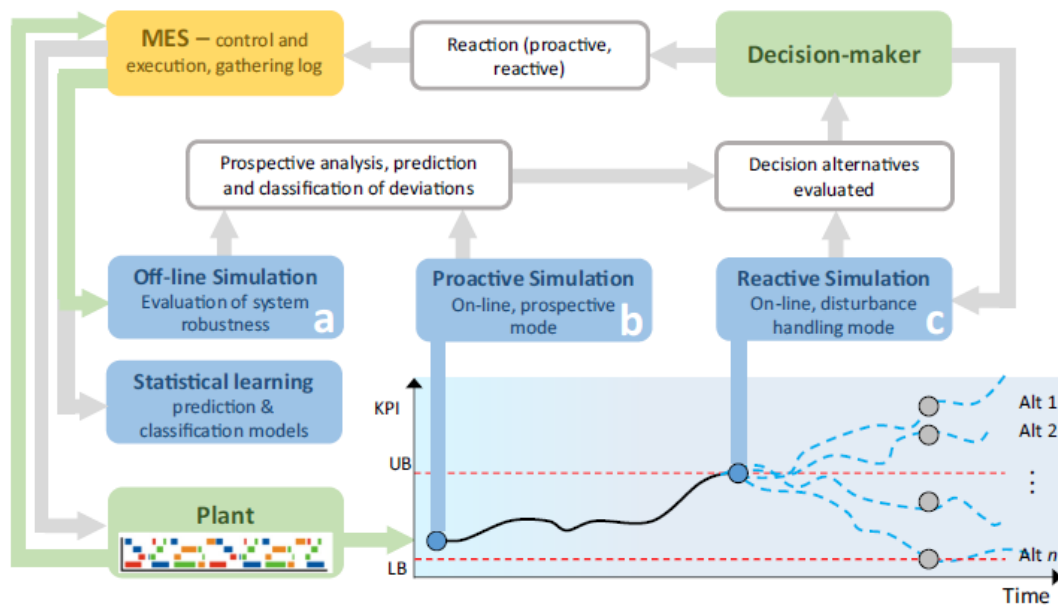 MES – control and
execution, gathering log
Reaction (proactive,
reactive)
Decision-maker
Prospective analysis, prediction
and classification of deviations
Decision alternatives
evaluated
Off-line Simulation
Evaluation of system
robustness
a
Proactive Simulation
On-line, prospective
mode
b
Reactive Simulation
On-line, disturbance
handling mode
c
Statistical learning
prediction &
classification models
Plant
KPI
UB
LB
Alt 1
Alt 2
⋮
Alt n
Time